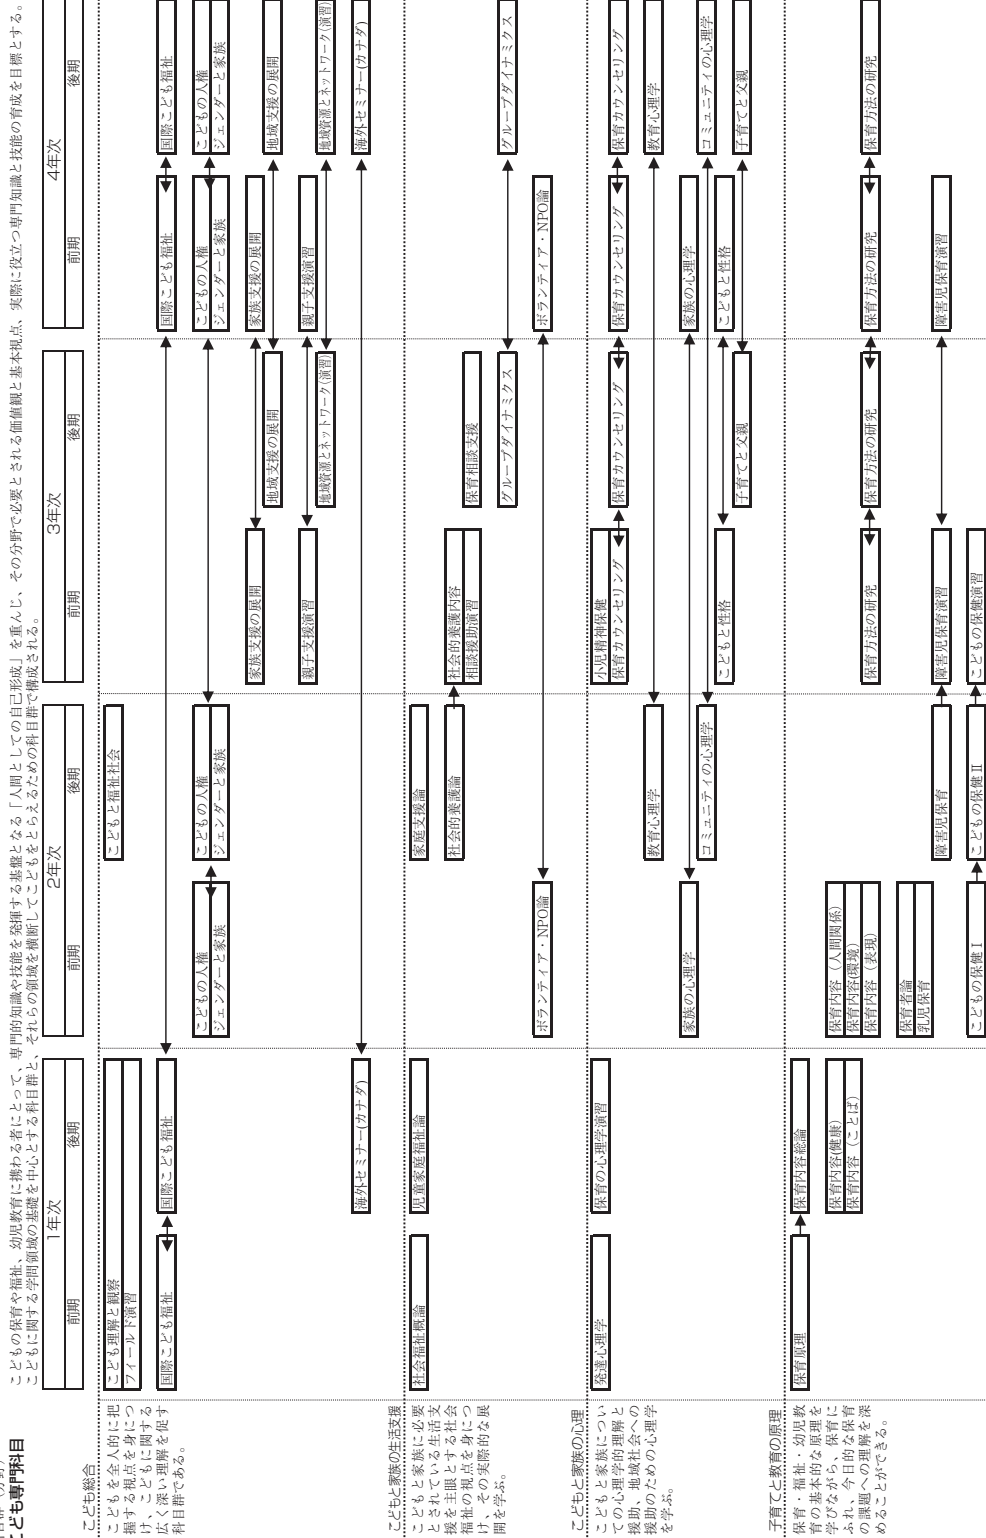 こども専門科目
こどもの保育や福祉、幼児教育に携わる者にとって、専門的知識や技能を発揮する基盤となる「人間としての自己形成」を重んじ、その分野で必要とされる価値観と基本視点、実際に役立つ専門知識と技能の育成を目標とする。
こどもに関する学問領域の基礎を中心とする科目群と、それらの領域を横断してこどもをとらえるための科目群で構成される。
1年次
2年次
3年次
4年次
前期
後期
前期
後期
前期
後期
前期
後期
こども総合
こどもを全人的に把
握する視点を身につ
け、こどもに関する
広く深い理解を促す
科目群である。
こども理解と観察
フィールド演習
国際こども福祉
国際こども福祉
海外セミナー(カナダ)
こどもの人権
ジェンダーと家族
こどもと福祉社会
こどもの人権
ジェンダーと家族
家族支援の展開
親子支援演習
地域支援の展開
地域資源とネットワーク(演習)
国際こども福祉
こどもの人権
ジェンダーと家族
家族支援の展開
親子支援演習
国際こども福祉
こどもの人権
ジェンダーと家族
地域支援の展開
地域資源とネットワーク(演習)
海外セミナー(カナダ)
こどもと家族の生活支援
こどもと家族に必要
とされている生活支
援を主眼とする社会
福祉の視点を身につ
け、その実際的な展
開を学ぶ。
社会福祉概論
児童家庭福祉論
ボランティア・NPO論
家庭支援論
社会的養護論
社会的養護内容
相談援助演習
保育相談支援
グループダイナミクス
ボランティア・NPO論
グループダイナミクス
こどもと家族の心理
こどもと家族につい
ての心理学的理解と
援助、地域社会への
援助のための心理学
を学ぶ。
発達心理学
保育の心理学演習
家族の心理学
教育心理学
コミュニティの心理学
小児精神保健
保育カウンセリング
こどもと性格
保育カウンセリング
子育てと父親
保育カウンセリング
家族の心理学
こどもと性格
保育カウンセリング
教育心理学
コミュニティの心理学
子育てと父親
子育てと教育の原理
保育・福祉・幼児教
育の基本的な原理を
学びながら、保育に
ふれ、今日的な保育
の課題への理解を深
めることができる。
保育原理
保育内容総論
保育内容(健康)
保育内容(ことば)
保育内容(人間関係)
保育内容(環境)
保育内容(表現)
保育者論
乳児保育
こどもの保健Ⅰ
障害児保育
こどもの保健Ⅱ
保育方法の研究
障害児保育演習
こどもの保健演習
保育方法の研究
保育方法の研究
障害児保育演習
保育方法の研究